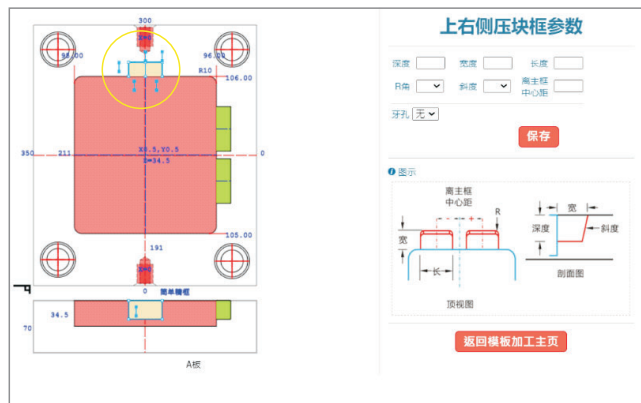 300
95.00
96.00
R10
106.00
350
211
X0.5,Y0.5
D=34.5
0
105.00
191
0
简单精框
34.5
70
A板
上右侧压块框参数
深度
宽度
长度
R角
斜度
离主框
中心距
牙孔 无
保存
图示
离主框
中心距
- +
R
宽
长
顶视图
宽
深度
斜度
剖面图
返回模板加工主页